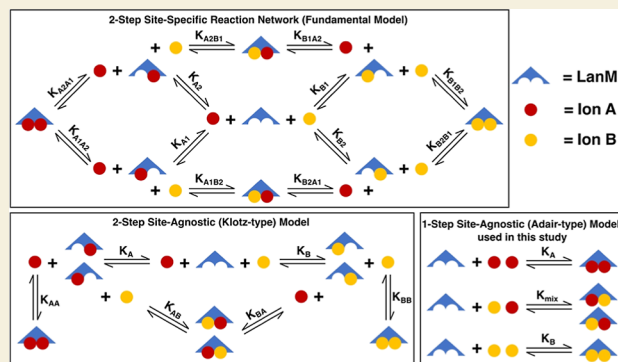 2-Step Site-Specific Reaction Network (Fundamental Model)
+ K_A2B1 K_B1A2 +
K_A2A1 + K_A2 K_B1 + K_B1B2
+ +
K_A1A2 K_A1 K_B2 K_B2B1
+ +
+ K_A1B2 K_B2A1 +
= LanM
= Ion A
= Ion B
2-Step Site-Agnostic (Klotz-type) Model
+ K_A + + K_B +
K_AA + K_AB K_BA + K_BB
1-Step Site-Agnostic (Adair-type) Model
used in this study
+ K_A
+ K_mix
+ K_B